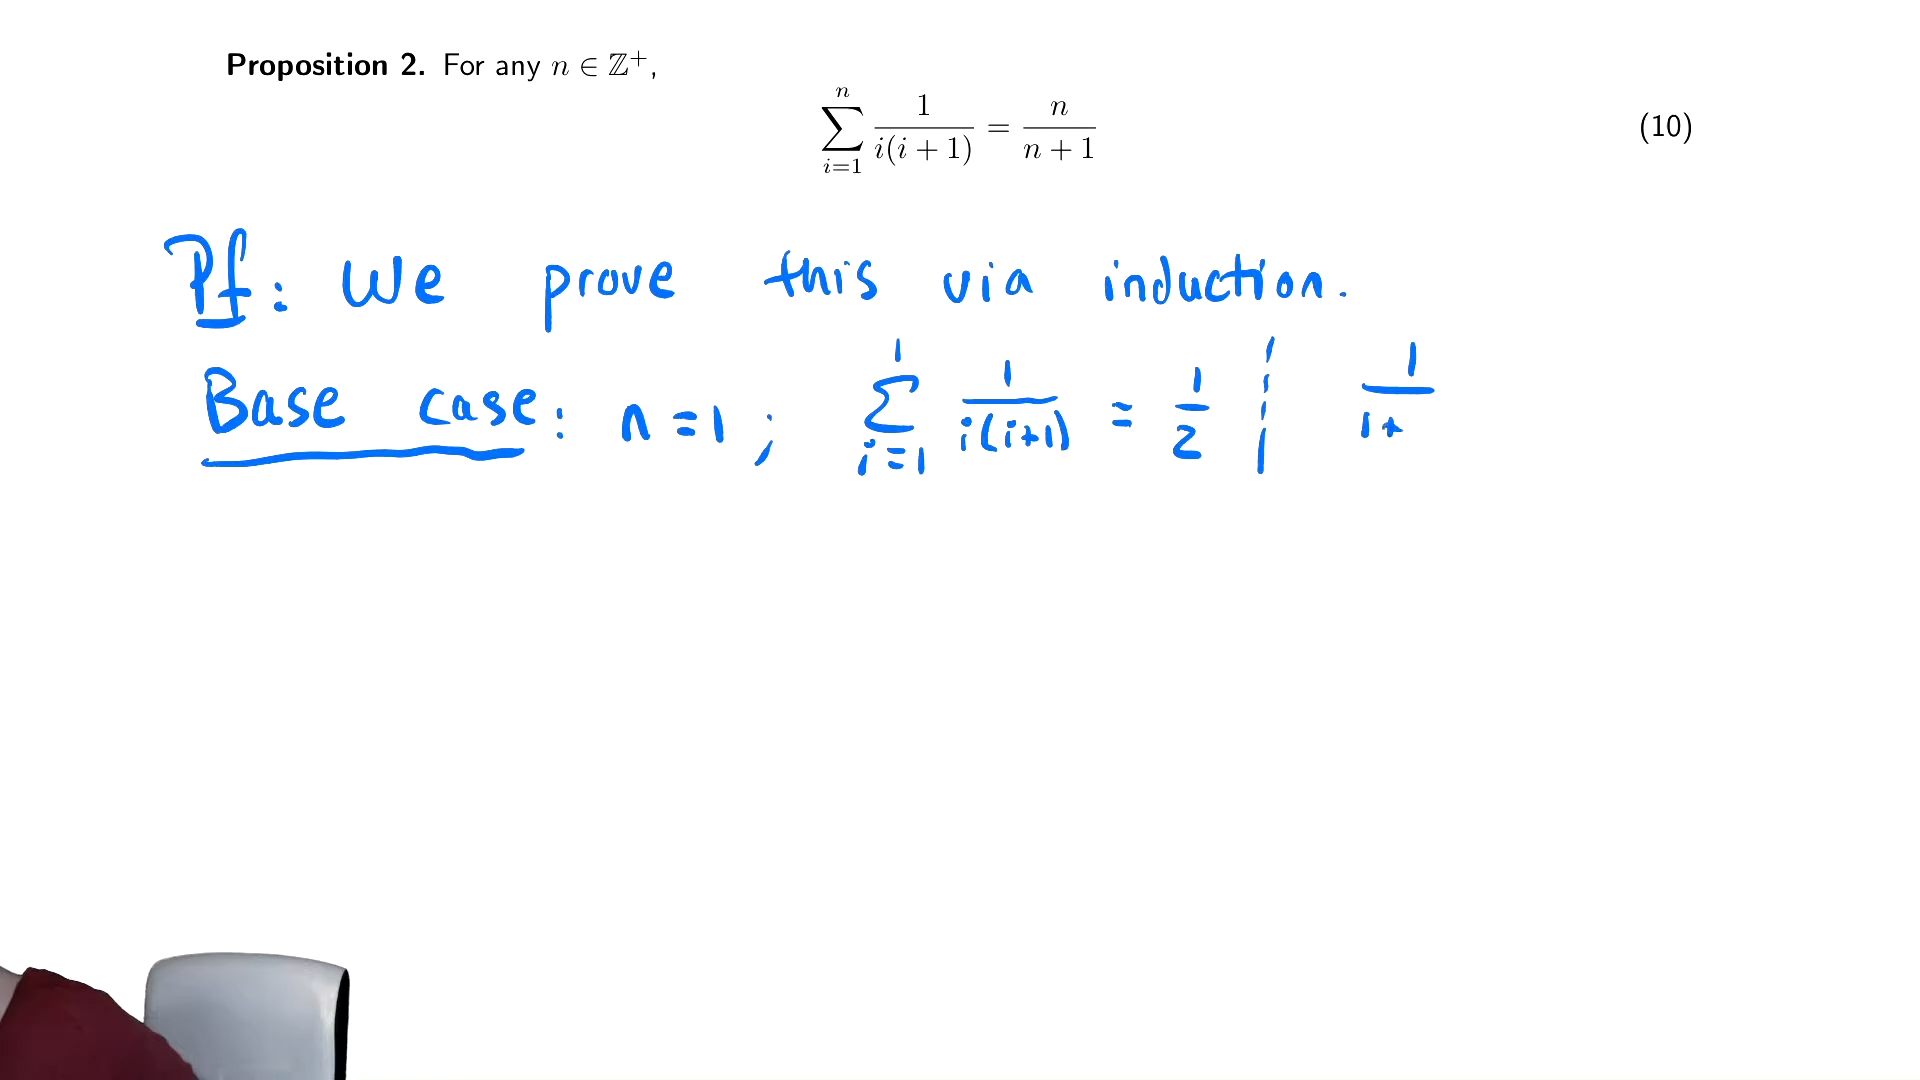 Proposition 2. For any n ∈ ℤ⁺,
∑_{i=1}^{n} 1/(i(i + 1)) = n/(n + 1) (10)
Pf: We prove this via induction.
Base case: n = 1 ; ∑_{i=1}^{1} 1/(i(i+1)) = 1/2 ¦ 1/(1+